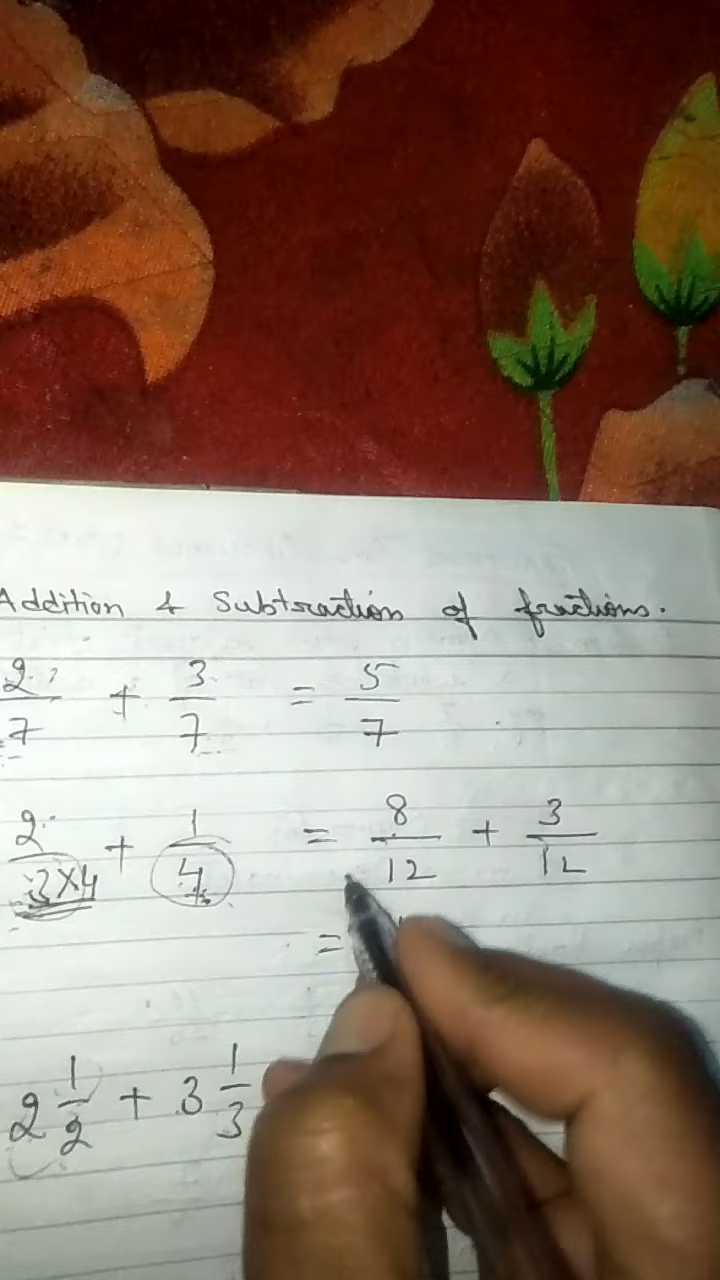 Addition & Subtraction of fractions.
2/7 + 3/7 = 5/7
2/3×4 + 1/4 = 8/12 + 3/12
=
2 1/2 + 3 1/3